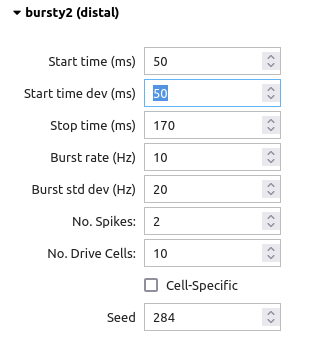 bursty2 (distal)
Start time (ms) 50
Start time dev (ms) 50
Stop time (ms) 170
Burst rate (Hz) 10
Burst std dev (Hz) 20
No. Spikes: 2
No. Drive Cells: 10
Cell-Specific
Seed 284